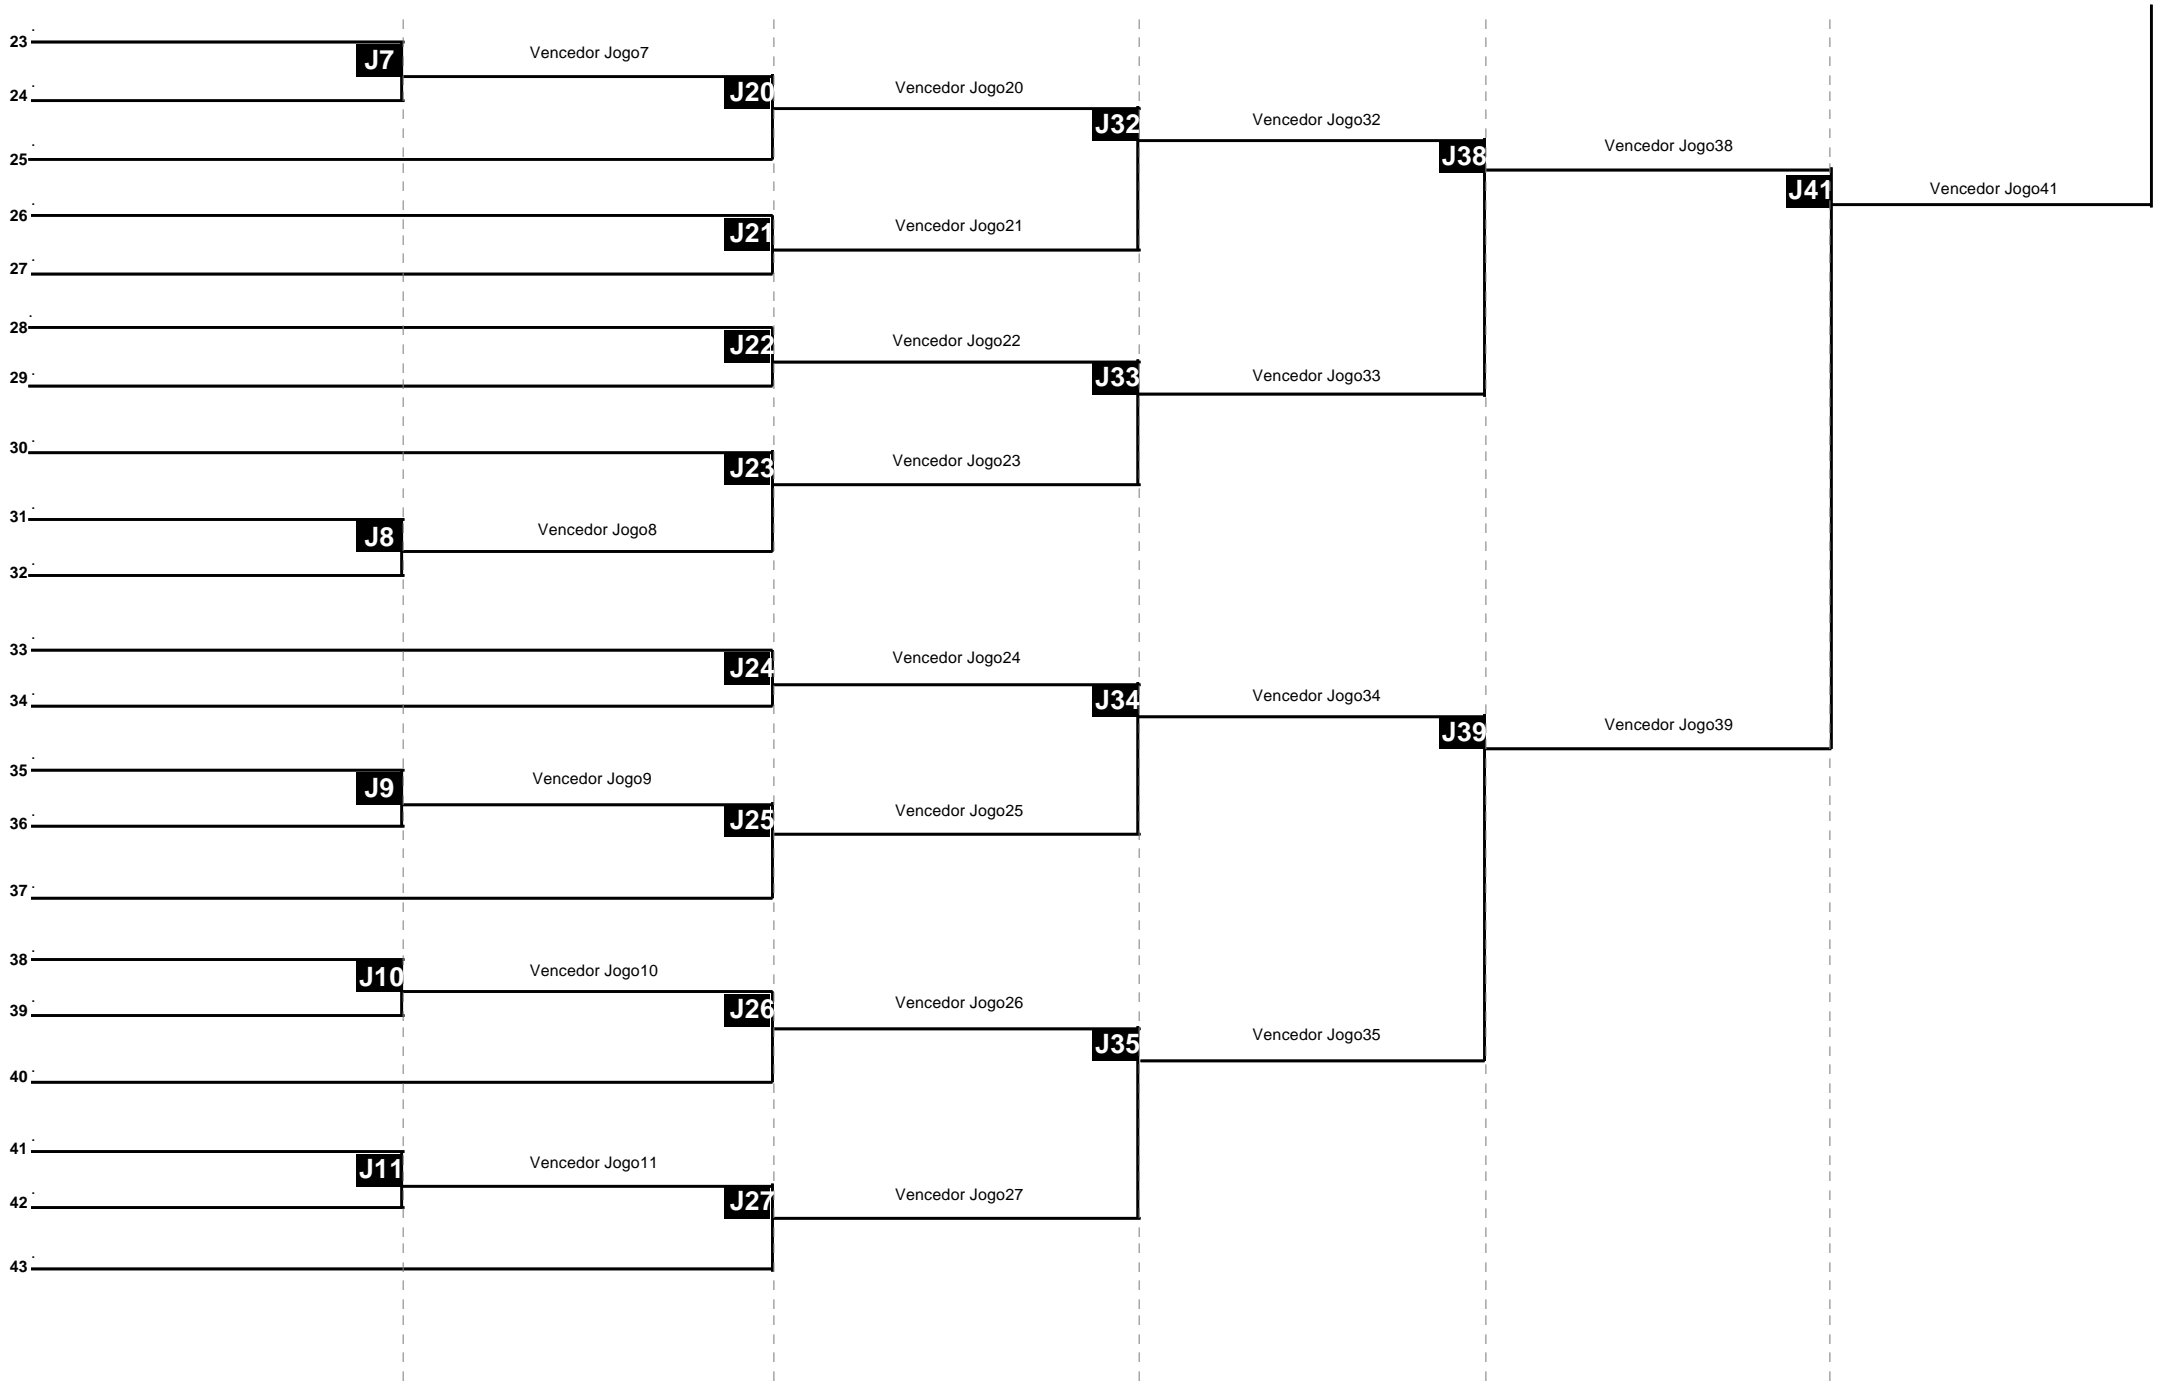 23
J7
Vencedor Jogo7
24
J20
Vencedor Jogo20
25
J32
Vencedor Jogo32
J38
Vencedor Jogo38
26
J21
Vencedor Jogo21
J41
Vencedor Jogo41
27
28
J22
Vencedor Jogo22
29
J33
Vencedor Jogo33
30
J23
Vencedor Jogo23
31
J8
Vencedor Jogo8
32
33
J24
Vencedor Jogo24
34
J34
Vencedor Jogo34
J39
Vencedor Jogo39
35
J9
Vencedor Jogo9
36
J25
Vencedor Jogo25
37
38
J10
Vencedor Jogo10
39
J26
Vencedor Jogo26
J35
Vencedor Jogo35
40
41
J11
Vencedor Jogo11
42
J27
Vencedor Jogo27
43